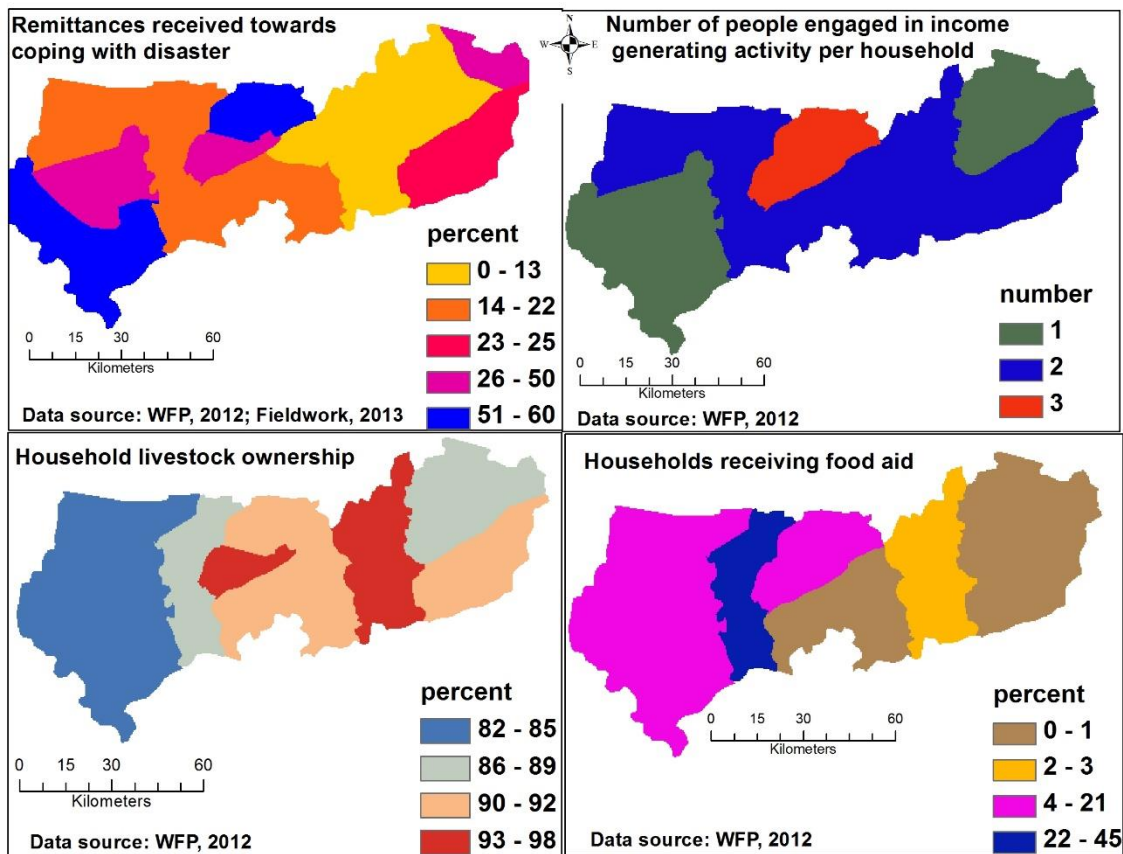 Remittances received towards
coping with disaster
percent
0 - 13
14 - 22
23 - 25
26 - 50
51 - 60
0 15 30 60
Kilometers
Data source: WFP, 2012; Fieldwork, 2013
N
W E
S
Number of people engaged in income
generating activity per household
number
1
2
3
0 15 30 60
Kilometers
Data source: WFP, 2012
Household livestock ownership
percent
82 - 85
86 - 89
90 - 92
93 - 98
0 15 30 60
Kilometers
Data source: WFP, 2012
Households receiving food aid
percent
0 - 1
2 - 3
4 - 21
22 - 45
0 15 30 60
Kilometers
Data source: WFP, 2012